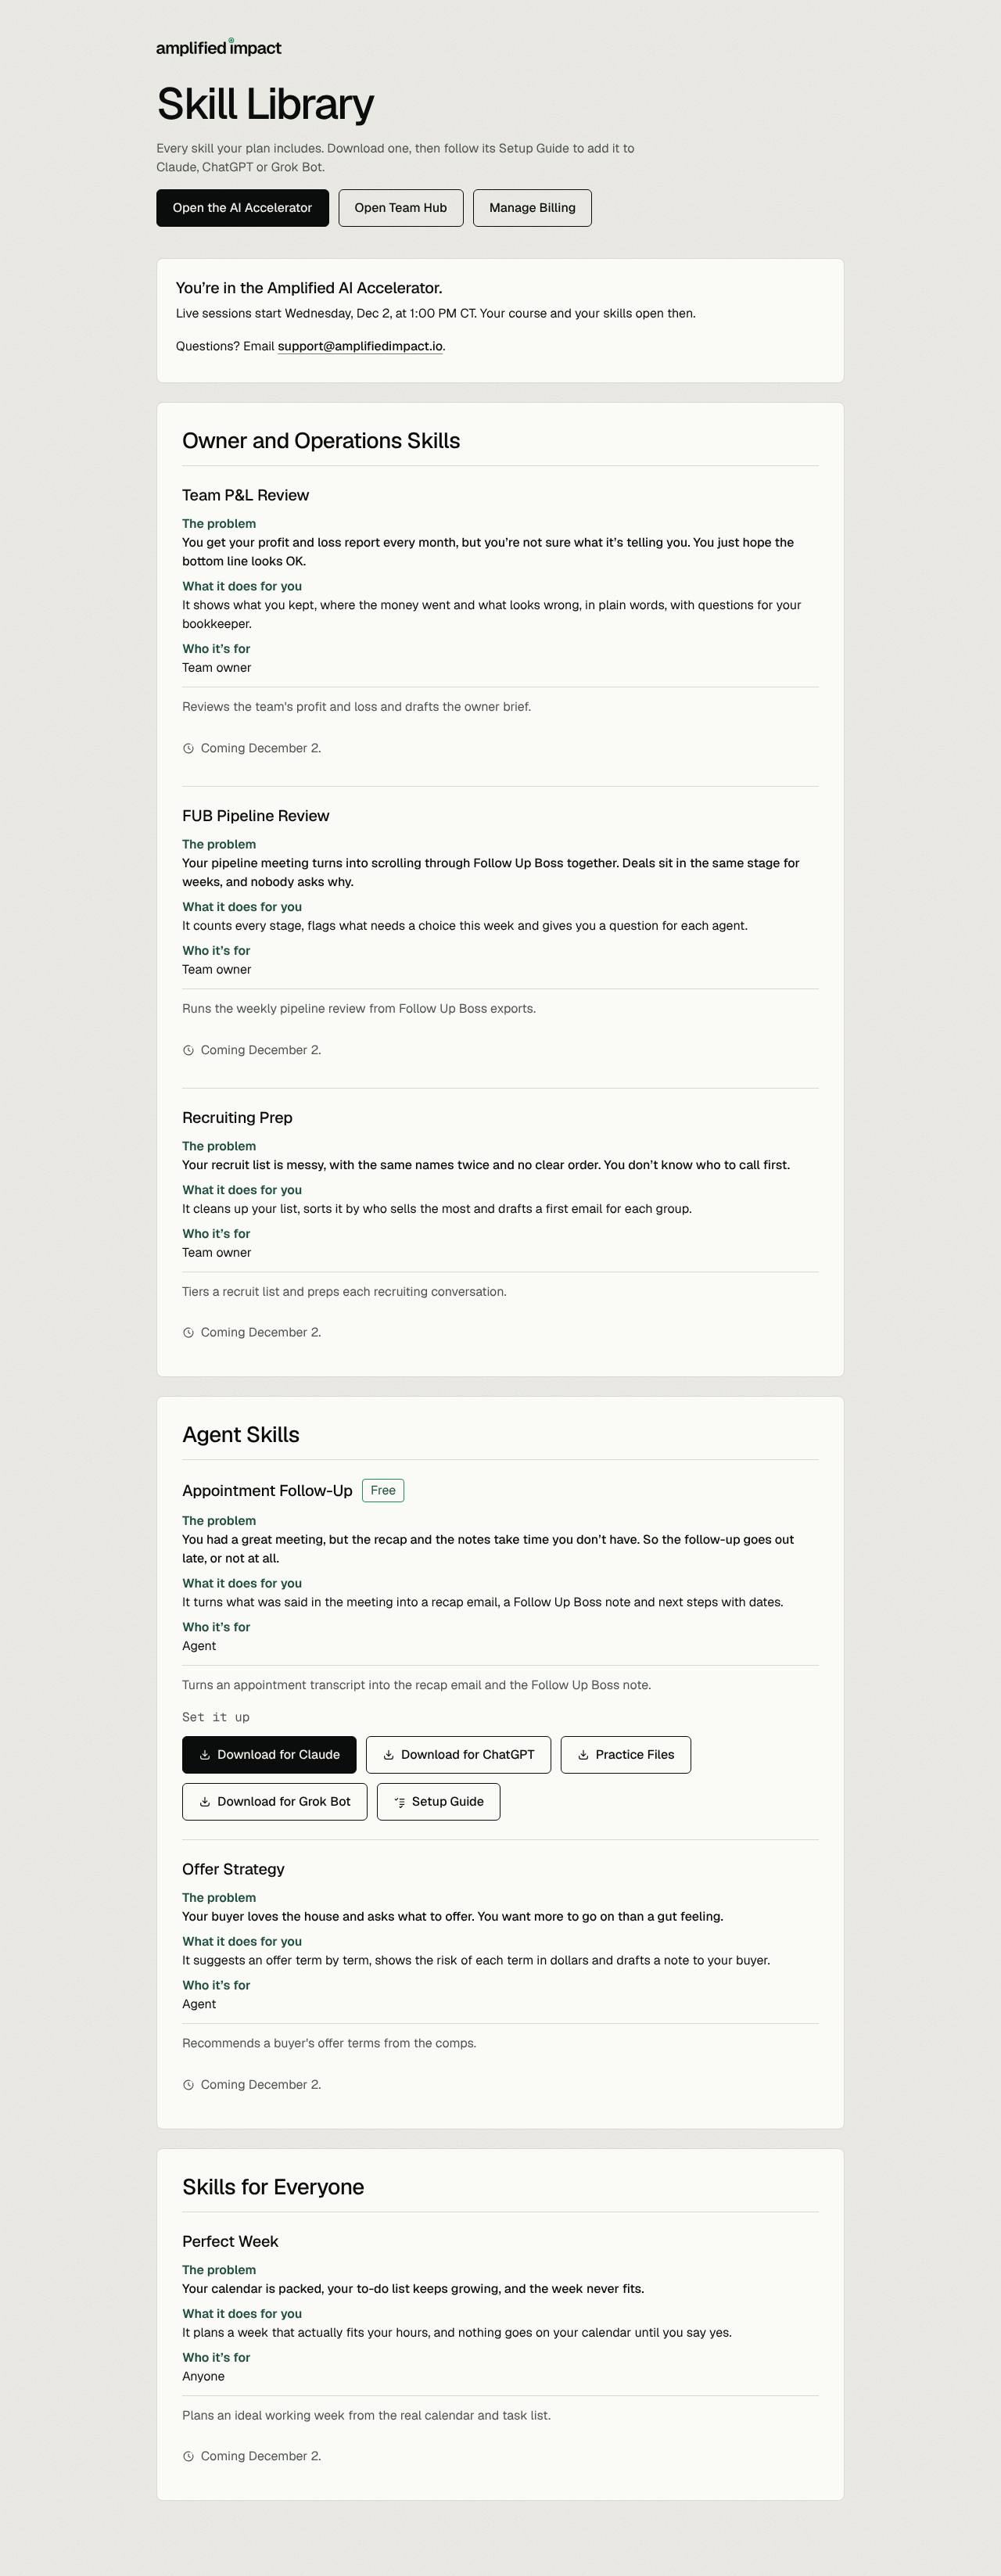 amplified impact
Skill Library
Every skill your plan includes. Download one, then follow its Setup Guide to add it to
Claude, ChatGPT or Grok Bot.
Open the AI Accelerator
Open Team Hub
Manage Billing
You’re in the Amplified AI Accelerator.
Live sessions start Wednesday, Dec 2, at 1:00 PM CT. Your course and your skills open then.
Questions? Email support@amplifiedimpact.io.
Owner and Operations Skills
Team P&L Review
The problem
You get your profit and loss report every month, but you’re not sure what it’s telling you. You just hope the
bottom line looks OK.
What it does for you
It shows what you kept, where the money went and what looks wrong, in plain words, with questions for your
bookkeeper.
Who it’s for
Team owner
Reviews the team's profit and loss and drafts the owner brief.
Coming December 2.
FUB Pipeline Review
The problem
Your pipeline meeting turns into scrolling through Follow Up Boss together. Deals sit in the same stage for
weeks, and nobody asks why.
What it does for you
It counts every stage, flags what needs a choice this week and gives you a question for each agent.
Who it’s for
Team owner
Runs the weekly pipeline review from Follow Up Boss exports.
Coming December 2.
Recruiting Prep
The problem
Your recruit list is messy, with the same names twice and no clear order. You don’t know who to call first.
What it does for you
It cleans up your list, sorts it by who sells the most and drafts a first email for each group.
Who it’s for
Team owner
Tiers a recruit list and preps each recruiting conversation.
Coming December 2.
Agent Skills
Appointment Follow-Up Free
The problem
You had a great meeting, but the recap and the notes take time you don’t have. So the follow-up goes out
late, or not at all.
What it does for you
It turns what was said in the meeting into a recap email, a Follow Up Boss note and next steps with dates.
Who it’s for
Agent
Turns an appointment transcript into the recap email and the Follow Up Boss note.
Set it up
Download for Claude
Download for ChatGPT
Practice Files
Download for Grok Bot
Setup Guide
Offer Strategy
The problem
Your buyer loves the house and asks what to offer. You want more to go on than a gut feeling.
What it does for you
It suggests an offer term by term, shows the risk of each term in dollars and drafts a note to your buyer.
Who it’s for
Agent
Recommends a buyer's offer terms from the comps.
Coming December 2.
Skills for Everyone
Perfect Week
The problem
Your calendar is packed, your to-do list keeps growing, and the week never fits.
What it does for you
It plans a week that actually fits your hours, and nothing goes on your calendar until you say yes.
Who it’s for
Anyone
Plans an ideal working week from the real calendar and task list.
Coming December 2.